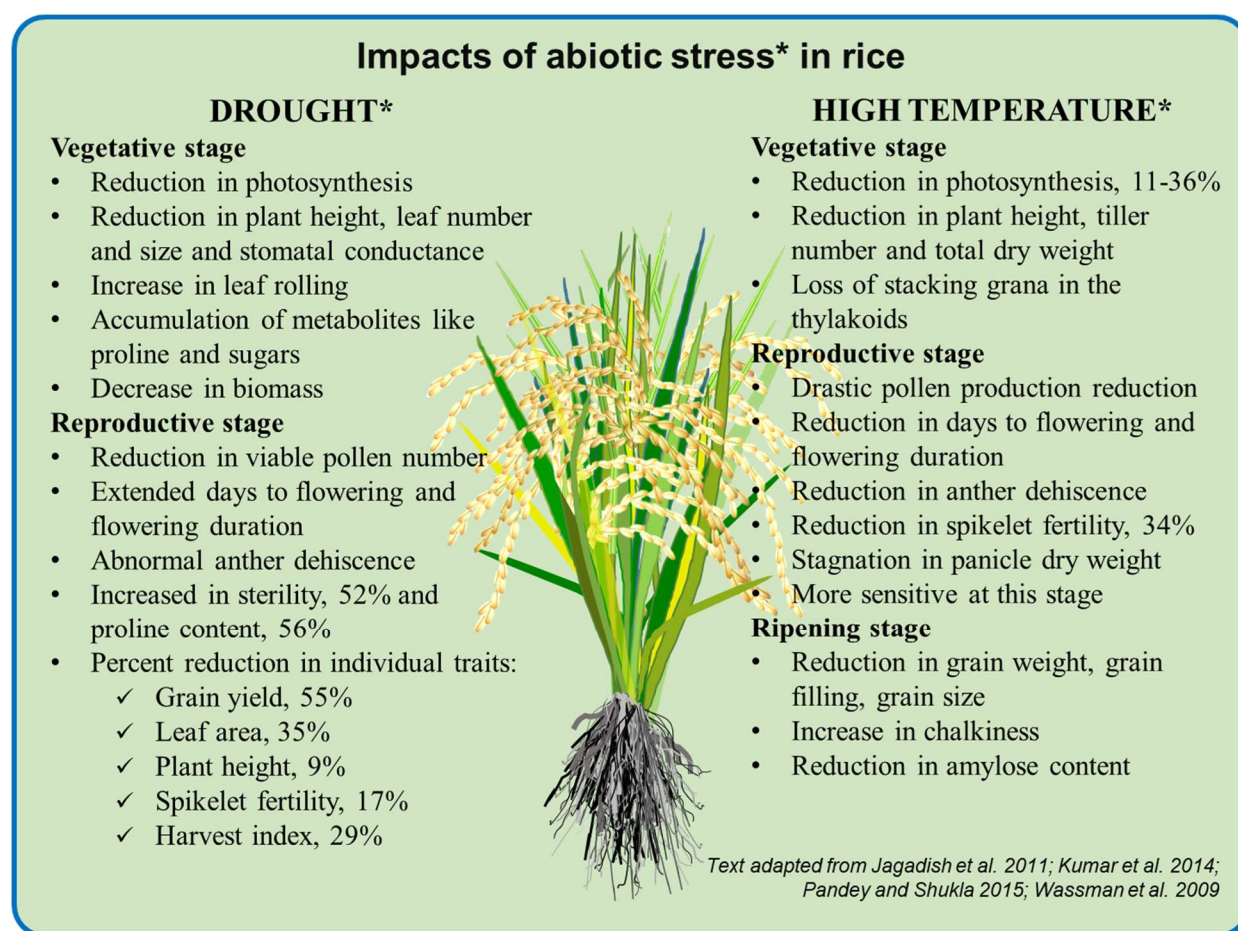 Impacts of abiotic stress* in rice
DROUGHT*
Vegetative stage
• Reduction in photosynthesis
• Reduction in plant height, leaf number
and size and stomatal conductance
• Increase in leaf rolling
• Accumulation of metabolites like
proline and sugars
• Decrease in biomass
Reproductive stage
• Reduction in viable pollen number
• Extended days to flowering and
flowering duration
• Abnormal anther dehiscence
• Increased in sterility, 52% and
proline content, 56%
• Percent reduction in individual traits:
✓ Grain yield, 55%
✓ Leaf area, 35%
✓ Plant height, 9%
✓ Spikelet fertility, 17%
✓ Harvest index, 29%
HIGH TEMPERATURE*
Vegetative stage
• Reduction in photosynthesis, 11-36%
• Reduction in plant height, tiller
number and total dry weight
• Loss of stacking grana in the
thylakoids
Reproductive stage
• Drastic pollen production reduction
• Reduction in days to flowering and
flowering duration
• Reduction in anther dehiscence
• Reduction in spikelet fertility, 34%
• Stagnation in panicle dry weight
• More sensitive at this stage
Ripening stage
• Reduction in grain weight, grain
filling, grain size
• Increase in chalkiness
• Reduction in amylose content
Text adapted from Jagadish et al. 2011; Kumar et al. 2014;
Pandey and Shukla 2015; Wassman et al. 2009